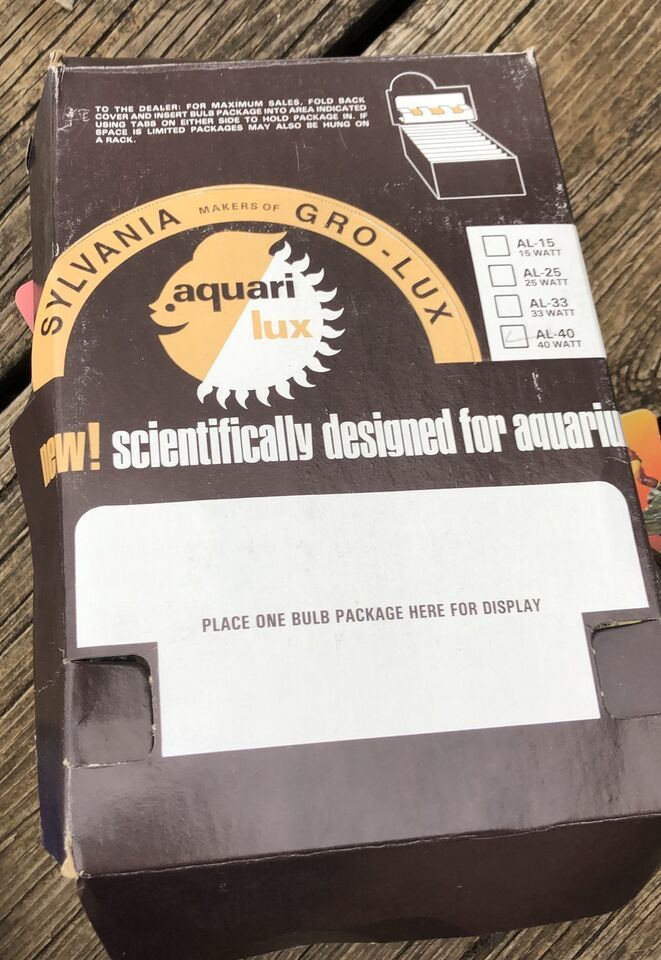 TO THE DEALER: FOR MAXIMUM SALES, FOLD BACK
COVER AND INSERT BULB PACKAGE INTO AREA INDICATED
USING TABS ON EITHER SIDE TO HOLD PACKAGE IN. IF
SPACE IS LIMITED PACKAGES MAY ALSO BE HUNG ON
A RACK.
SYLVANIA MAKERS OF GRO-LUX
aquari
lux
AL-15
15 WATT
AL-25
25 WATT
AL-33
33 WATT
AL-40
40 WATT
new! scientifically designed for aquariu
PLACE ONE BULB PACKAGE HERE FOR DISPLAY